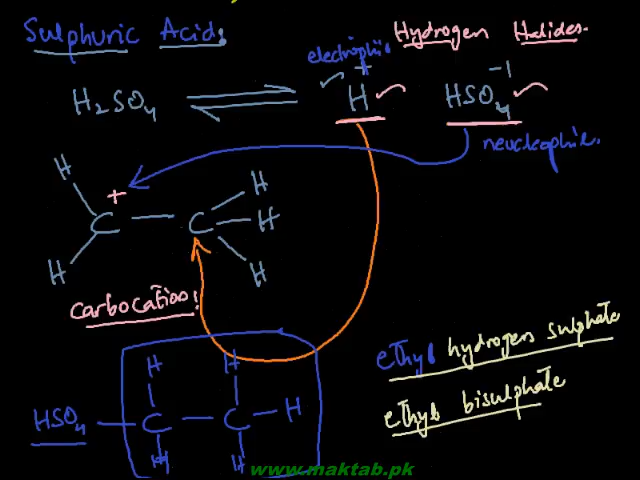 Sulphuric Acid:
Hydrogen Halides.
electrophile
H₂SO₄ ⇌ H⁺ HSO₄⁻¹
neucleophile.
H
+
H
C — C
H
H
H
Carbocation!
ethyl hydrogen sulphate
ethyl bisulphate
H H
HSO₄ — C — C — H
H H
www.maktab.pk